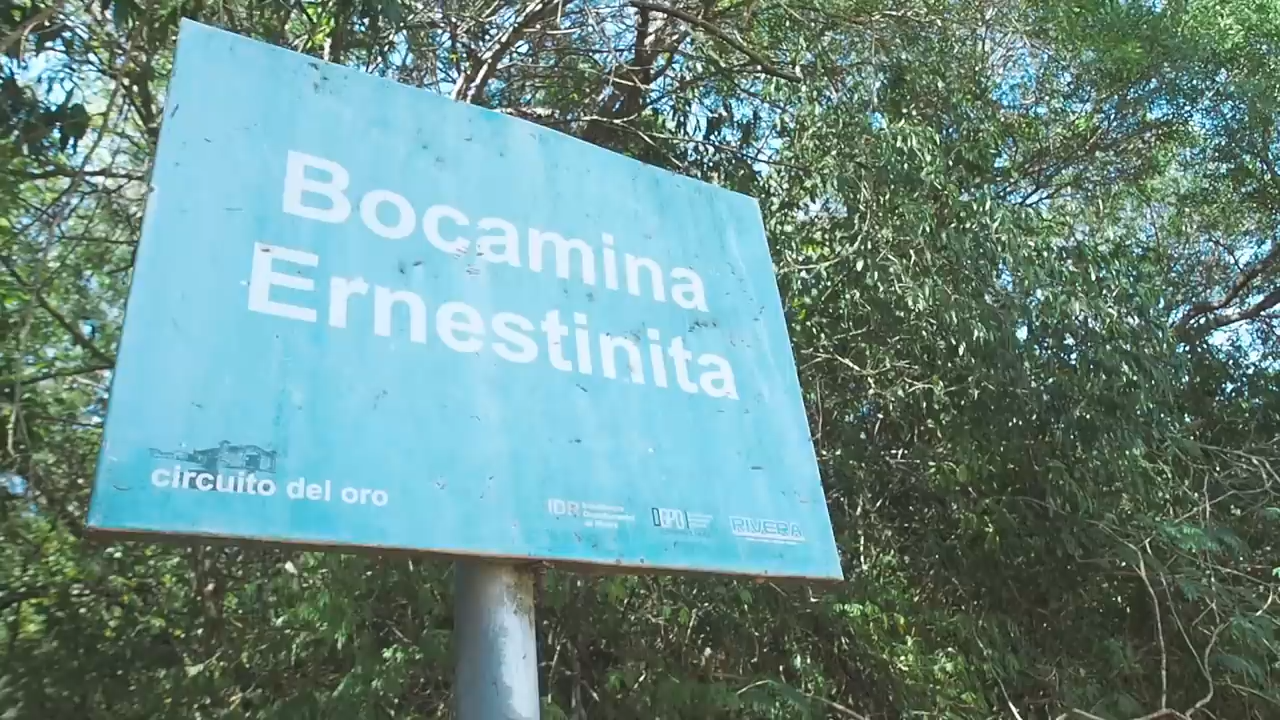 Bocamina
Ernestinita
circuito del oro
IDR
RIVERA